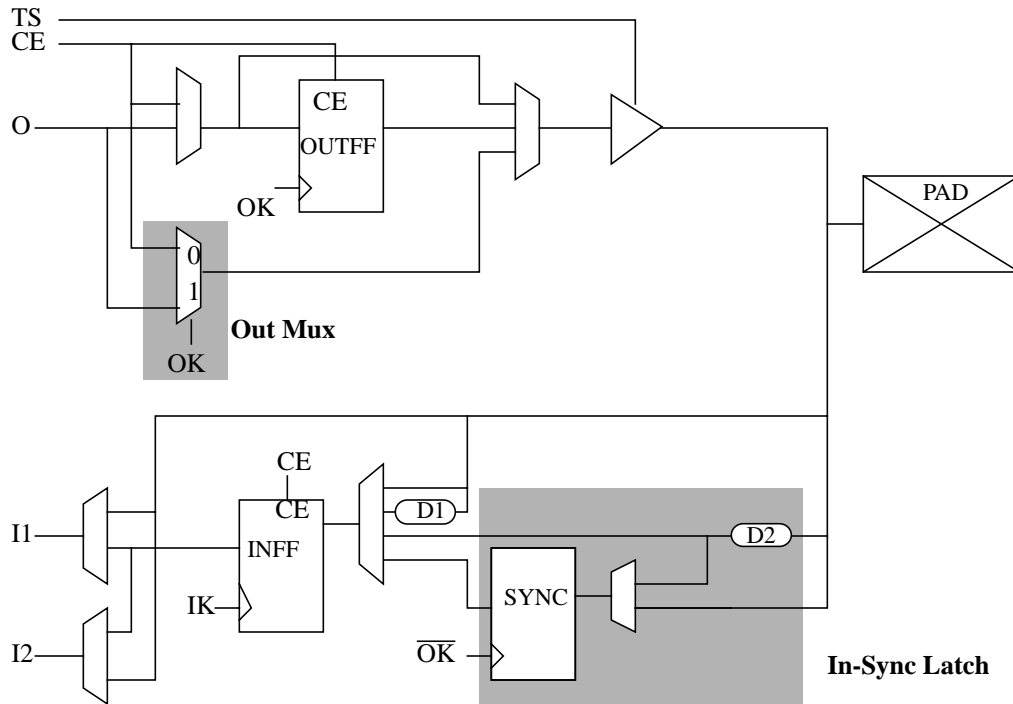 TS
CE
O
CE
OUTFF
OK
PAD
0
1
Out Mux
OK
CE
CE
D1
I1
INFF
D2
IK
SYNC
I2
O̅K̅
In-Sync Latch